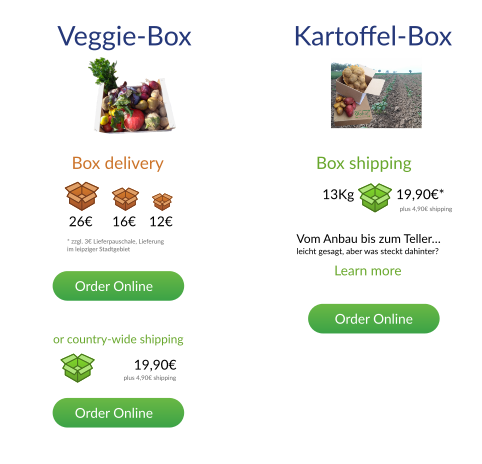 Veggie-Box
Box delivery
26€ 16€ 12€
* zzgl. 3€ Lieferpauschale, Lieferung
im leipziger Stadtgebiet
Order Online
or country-wide shipping
19,90€
plus 4,90€ shipping
Order Online
Kartoffel-Box
Box shipping
13Kg 19,90€*
plus 4,90€ shipping
Vom Anbau bis zum Teller...
leicht gesagt, aber was steckt dahinter?
Learn more
Order Online